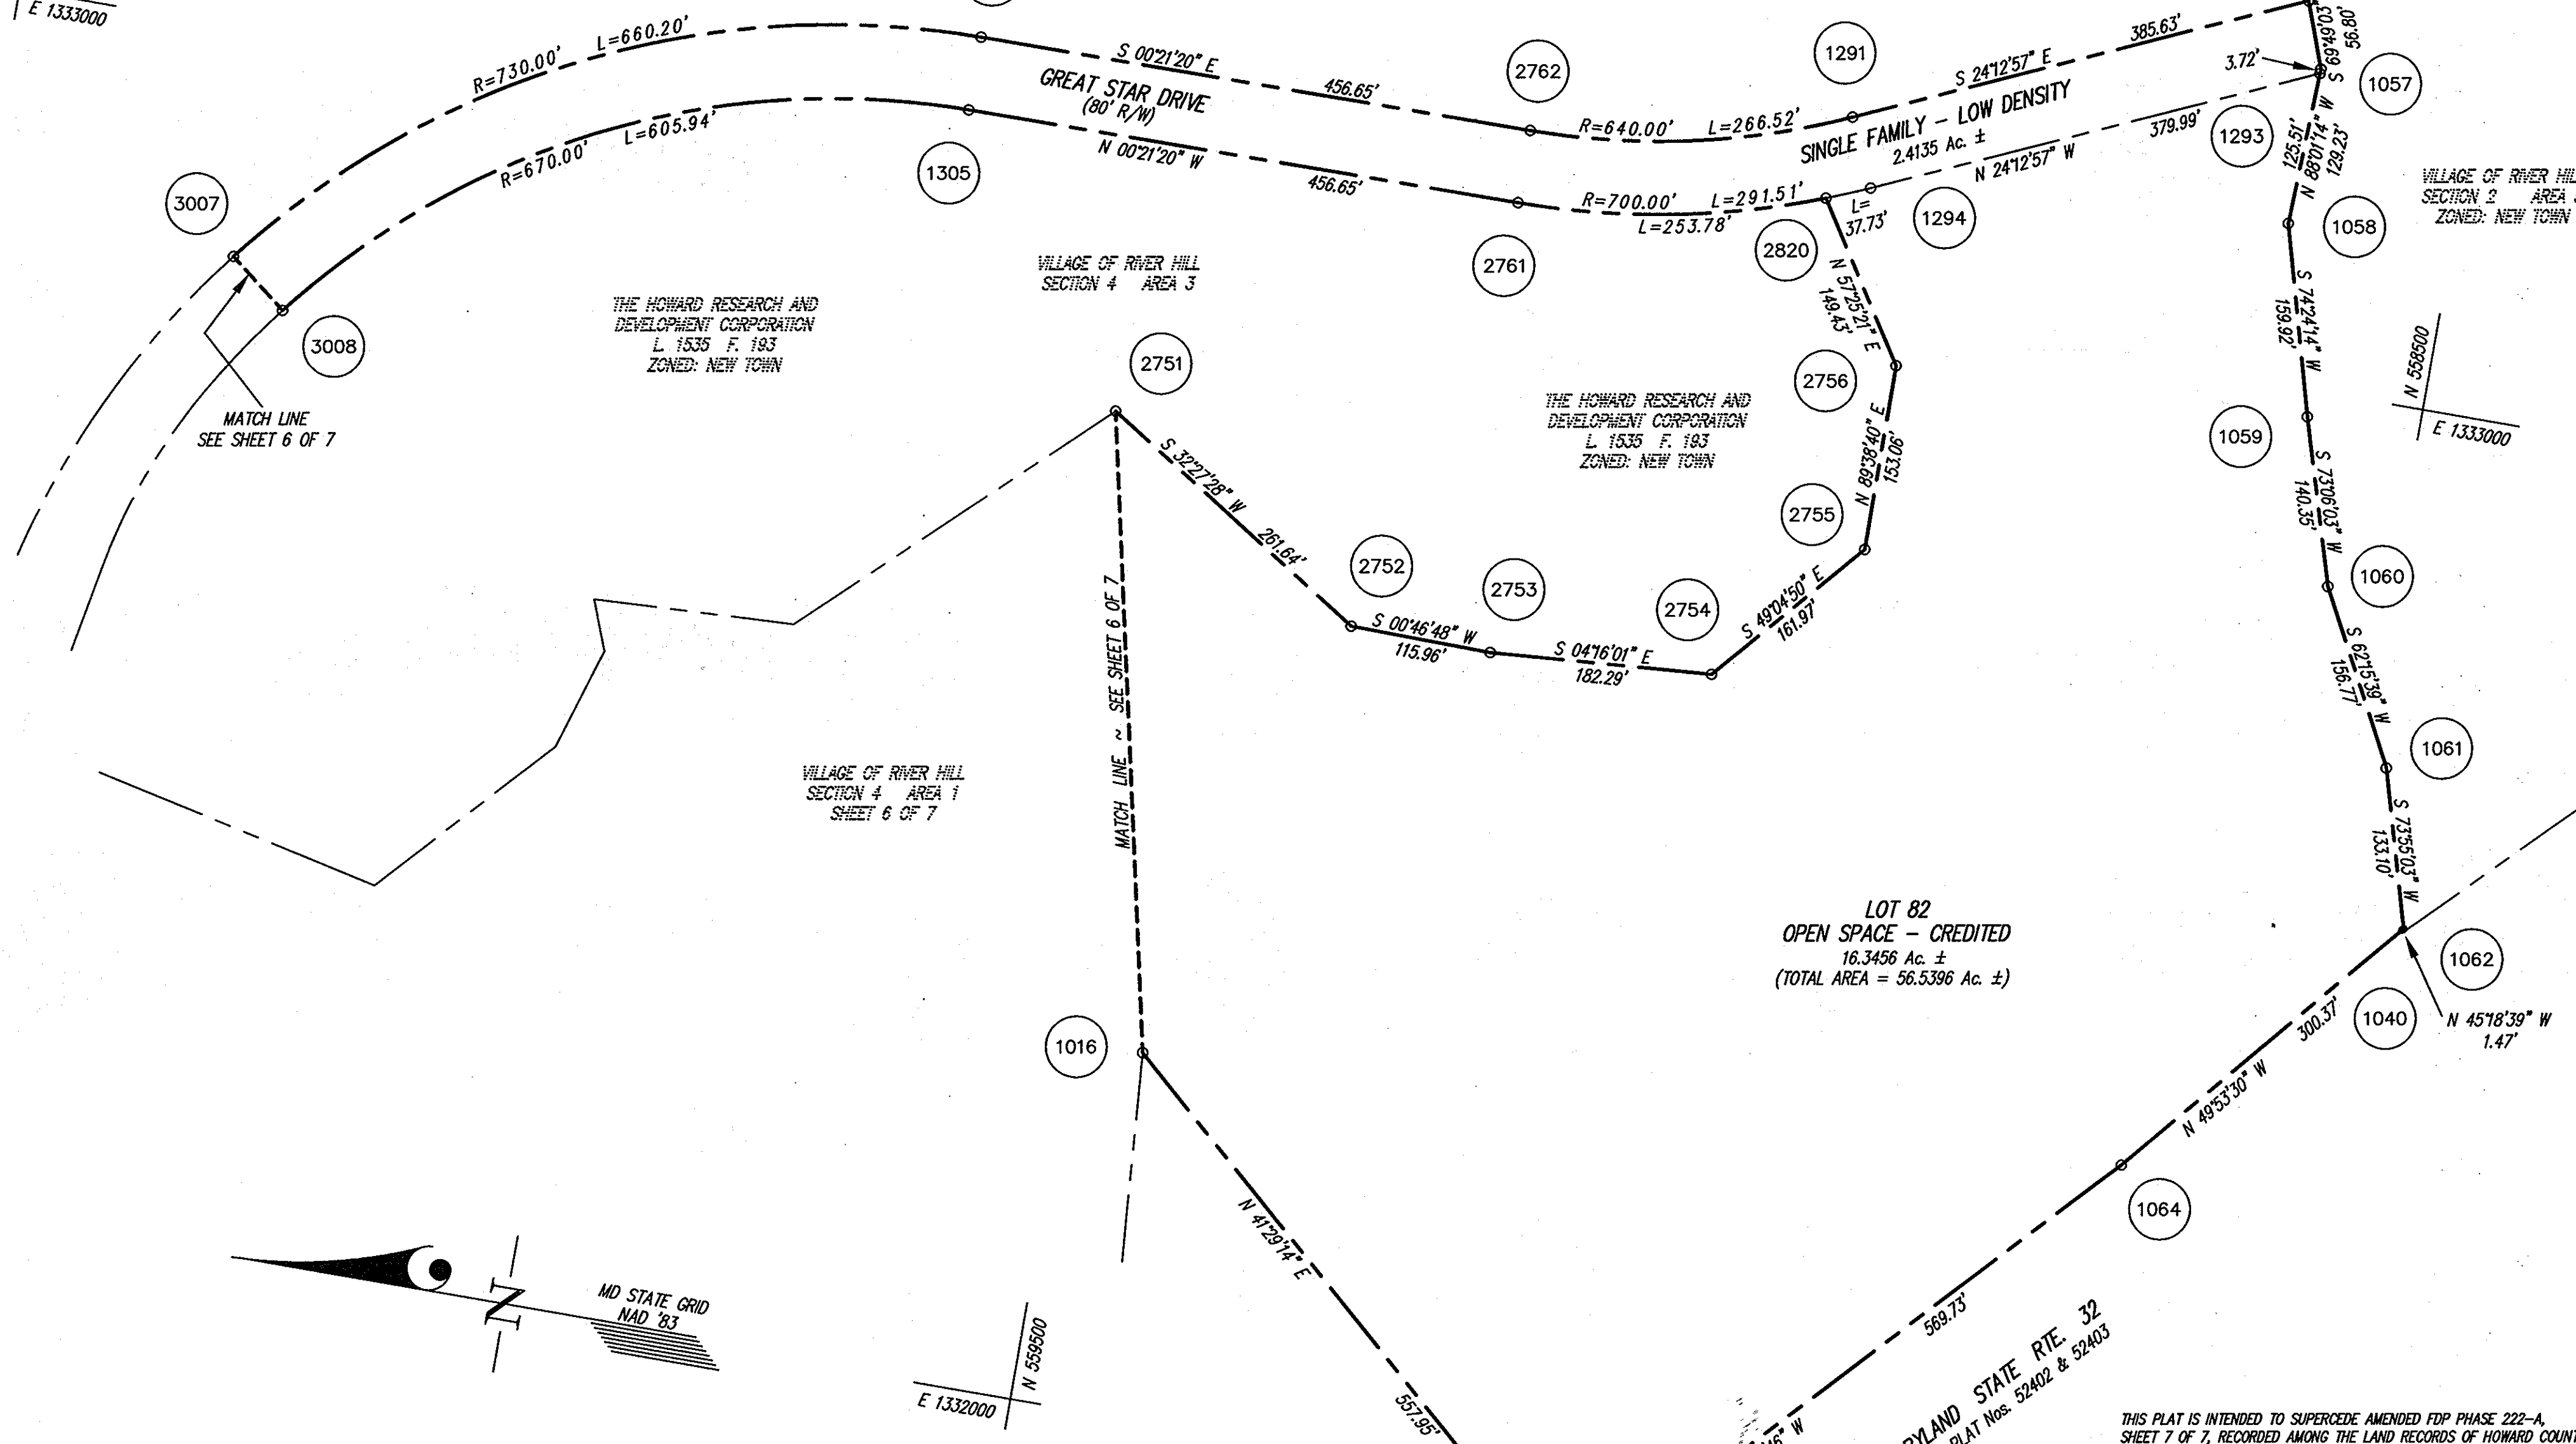 E 1333000
R=730.00'
L=660.20'
S 00°21'20" E
456.65'
GREAT STAR DRIVE
(80' R/W)
2762
1291
R=640.00'
L=266.52'
S 24°12'57" E
385.63'
SINGLE FAMILY - LOW DENSITY
2.4135 Ac. ±
3.72'
S 69°49'03"
56.80'
1057
R=670.00'
L=605.94'
N 00°21'20" W
456.65'
1305
3007
3008
MATCH LINE
SEE SHEET 6 OF 7
R=700.00'
L=291.51'
L=253.78'
2761
2820
L=
37.73'
1294
N 24°12'57" W
379.99'
1293
125.51'
N 88°01'14" W
129.23'
1058
VILLAGE OF RIVER HIL
SECTION 2 AREA
ZONED: NEW TOWN
VILLAGE OF RIVER HILL
SECTION 4 AREA 3
THE HOWARD RESEARCH AND
DEVELOPMENT CORPORATION
L. 1535 F. 193
ZONED: NEW TOWN
2751
N 57°25'21" E
149.43'
2756
THE HOWARD RESEARCH AND
DEVELOPMENT CORPORATION
L. 1535 F. 193
ZONED: NEW TOWN
N 89°38'40" E
153.06'
2755
S 74°24'14" W
159.92'
1059
N 558500
E 1333000
S 73°06'03" W
140.35'
1060
S 32°27'28" W
261.64'
2752
2753
2754
S 00°46'48" W
115.96'
S 04°16'01" E
182.29'
S 49°04'50" E
161.97'
S 62°15'39" W
156.77'
1061
S 73°55'03" W
133.10'
MATCH LINE ~ SEE SHEET 6 OF 7
VILLAGE OF RIVER HILL
SECTION 4 AREA 1
SHEET 6 OF 7
LOT 82
OPEN SPACE - CREDITED
16.3456 Ac. ±
(TOTAL AREA = 56.5396 Ac. ±)
1062
1040
N 45°18'39" W
1.47'
300.37'
N 49°53'30" W
1016
1064
N 41°29'14" E
557.95'
569.73'
N
MD STATE GRID
NAD '83
N 559500
E 1332000
STATE RTE. 32
PLAT Nos. 52402 & 52403
THIS PLAT IS INTENDED TO SUPERCEDE AMENDED FDP PHASE 222-A,
SHEET 7 OF 7, RECORDED AMONG THE LAND RECORDS OF HOWARD COUNT